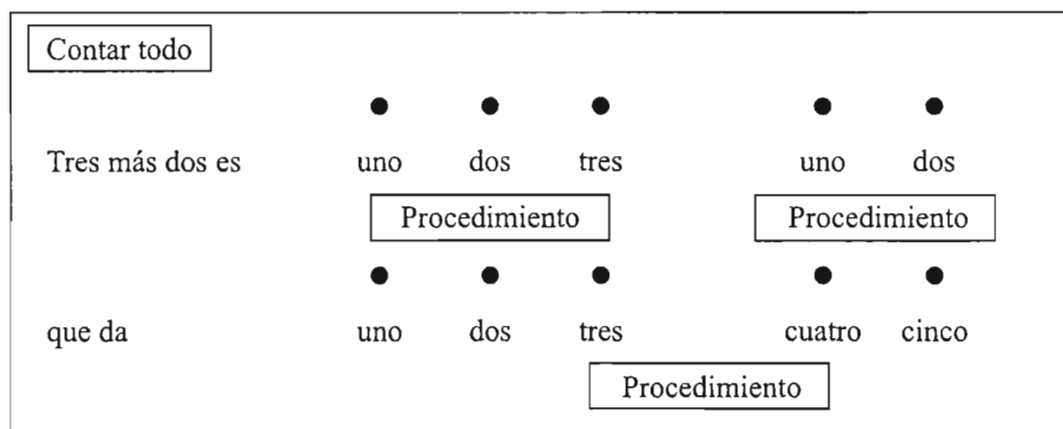 Contar todo
Tres más dos es uno dos tres uno dos
Procedimiento Procedimiento
que da uno dos tres cuatro cinco
Procedimiento